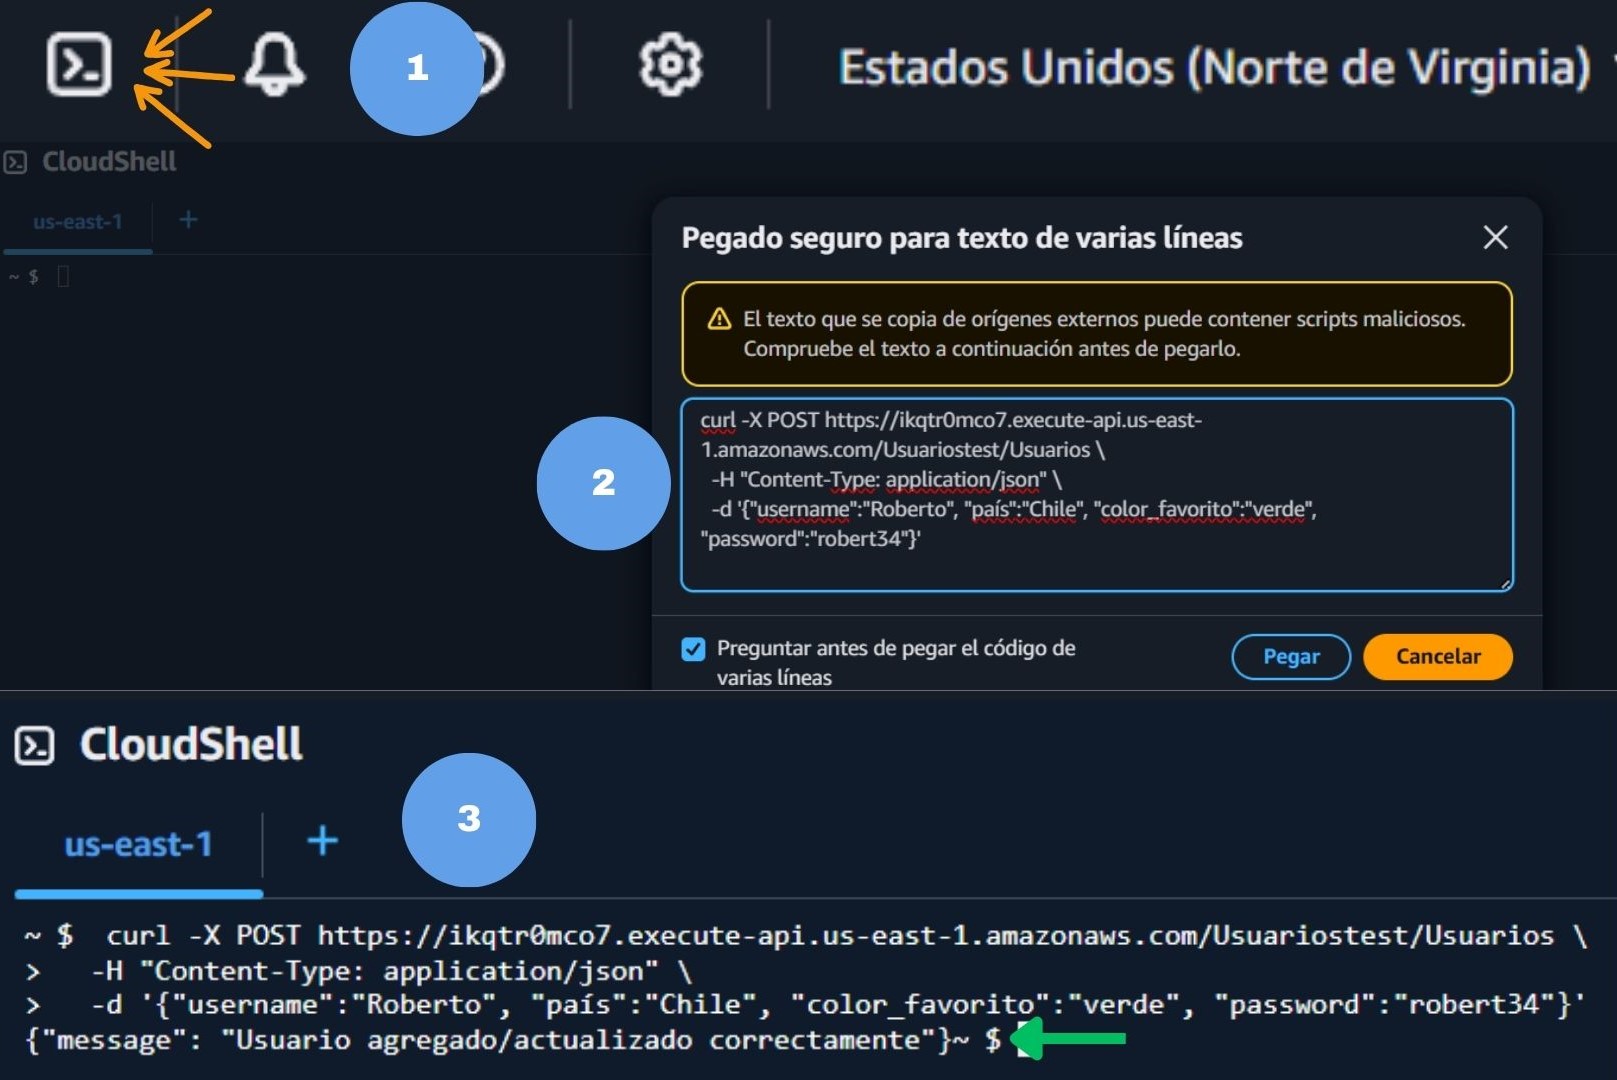 1
Estados Unidos (Norte de Virginia)
CloudShell
us-east-1 +
~ $
Pegado seguro para texto de varias líneas
El texto que se copia de orígenes externos puede contener scripts maliciosos.
Compruebe el texto a continuación antes de pegarlo.
2
curl -X POST https://ikqtr0mco7.execute-api.us-east-
1.amazonaws.com/Usuariostest/Usuarios \
-H "Content-Type: application/json" \
-d '{"username":"Roberto", "país":"Chile", "color_favorito":"verde",
"password":"robert34"}'
Preguntar antes de pegar el código de
varias líneas
Pegar
Cancelar
CloudShell
3
us-east-1 +
~ $  curl -X POST https://ikqtr0mco7.execute-api.us-east-1.amazonaws.com/Usuariostest/Usuarios \
>   -H "Content-Type: application/json" \
>   -d '{"username":"Roberto", "país":"Chile", "color_favorito":"verde", "password":"robert34"}'
{"message": "Usuario agregado/actualizado correctamente"}~ $